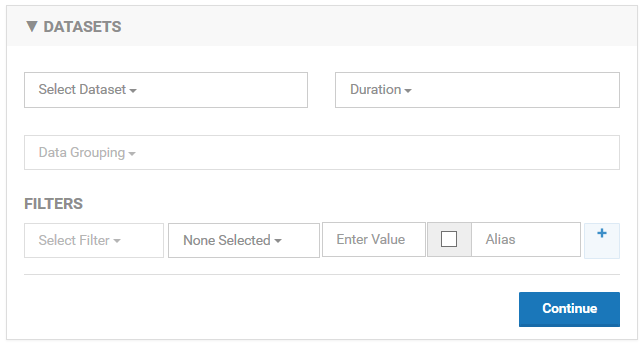 ▼ DATASETS
Select Dataset Duration
Data Grouping
FILTERS
Select Filter None Selected Enter Value Alias +
Continue